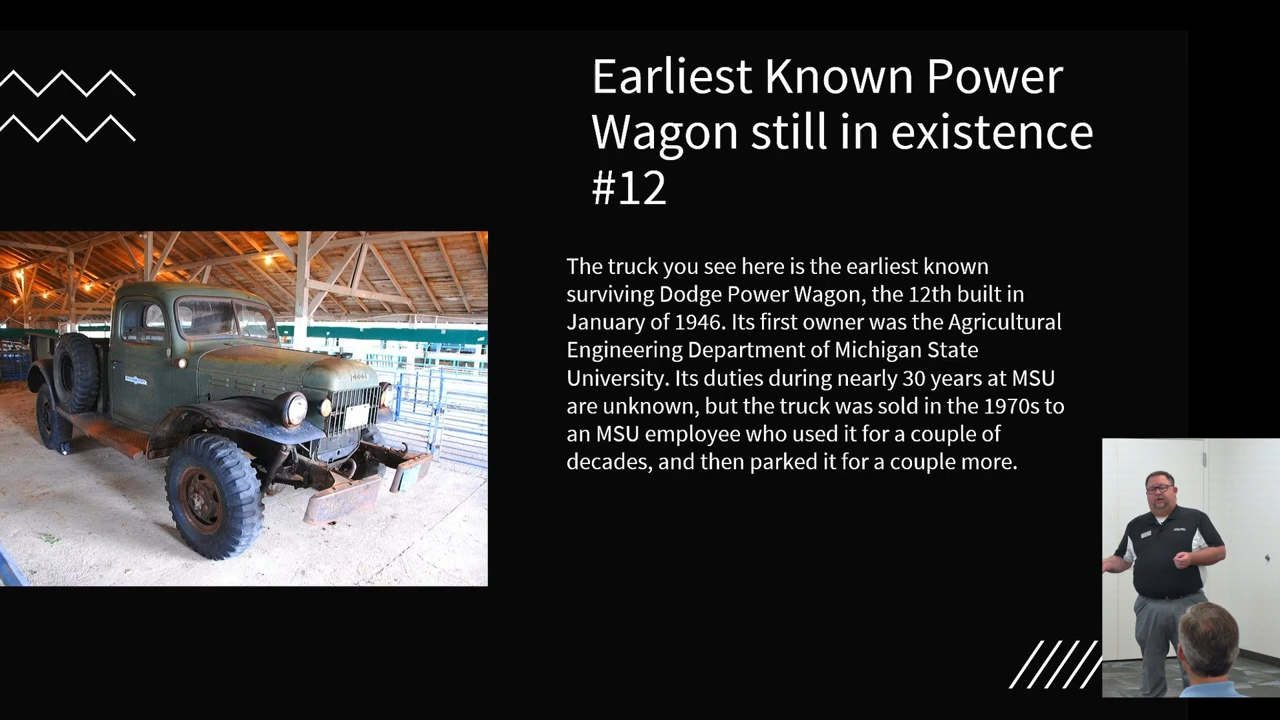 Earliest Known Power
Wagon still in existence
#12
The truck you see here is the earliest known
surviving Dodge Power Wagon, the 12th built in
January of 1946. Its first owner was the Agricultural
Engineering Department of Michigan State
University. Its duties during nearly 30 years at MSU
are unknown, but the truck was sold in the 1970s to
an MSU employee who used it for a couple of
decades, and then parked it for a couple more.